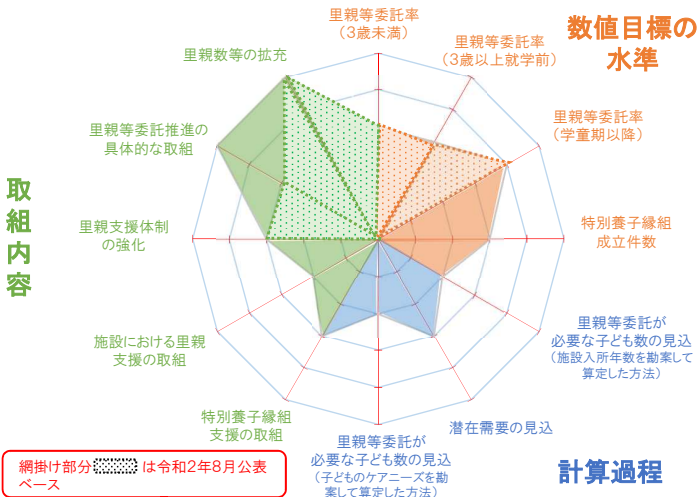 数値目標の
水準
里親等委託率
（3歳未満）
里親等委託率
（3歳以上就学前）
里親等委託率
（学童期以降）
特別養子縁組
成立件数
里親等委託が
必要な子ども数の見込
（施設入所年数を勘案して
算定した方法）
潜在需要の見込
計算過程
里親等委託が
必要な子ども数の見込
（子どものケアニーズを勘
案して算定した方法）
特別養子縁組
支援の取組
施設における里親
支援の取組
里親支援体制
の強化
里親等委託推進の
具体的な取組
里親数等の拡充
取組内容
網掛け部分 は令和2年8月公表
ベース